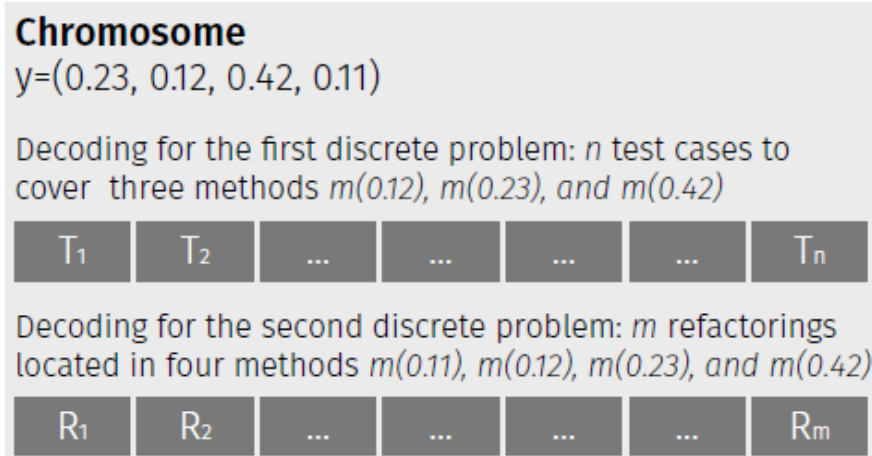 Chromosome
y=(0.23, 0.12, 0.42, 0.11)
Decoding for the first discrete problem: n test cases to
cover three methods m(0.12), m(0.23), and m(0.42)
T₁ T₂ ... ... ... ... Tₙ
Decoding for the second discrete problem: m refactorings
located in four methods m(0.11), m(0.12), m(0.23), and m(0.42)
R₁ R₂ ... ... ... ... Rₘ